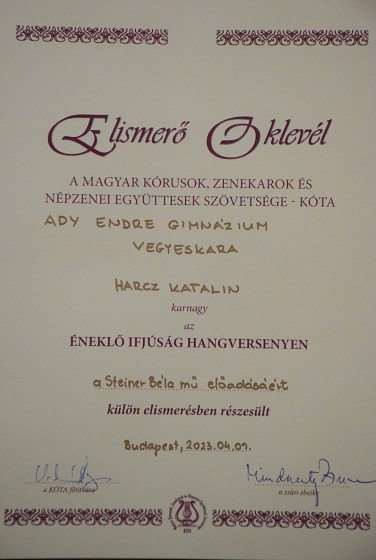 Elismerő Oklevél
A MAGYAR KÓRUSOK, ZENEKAROK ÉS
NÉPZENEI EGYÜTTESEK SZÖVETSÉGE - KÓTA
ADY ENDRE GIMNÁZIUM
VEGYESKARA
HARCZ KATALIN
karnagy
az
ÉNEKLŐ IFJÚSÁG HANGVERSENYEN
a Steiner Béla mű előadásáért
külön elismerésben részesült
Budapest, 2023.04.01.
a KÓTA főtitkára
a zsűri elnöke